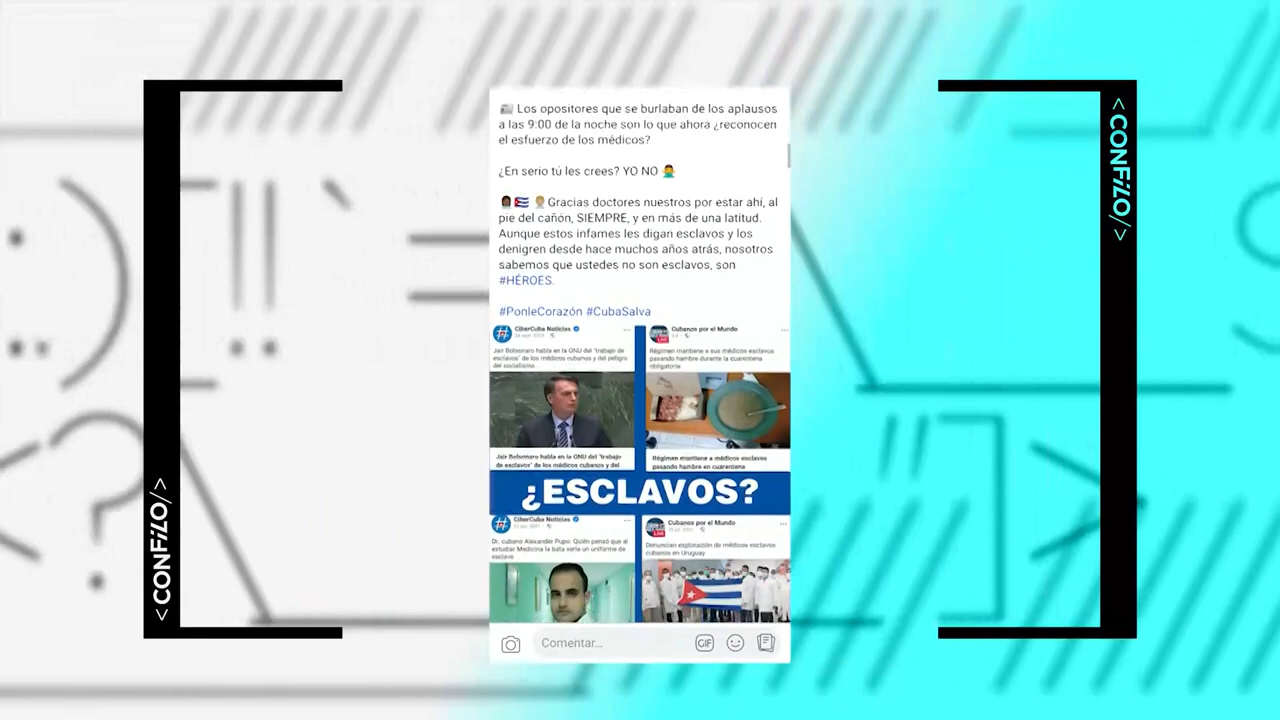 Los opositores que se burlaban de los aplausos
a las 9:00 de la noche son lo que ahora ¿reconocen
el esfuerzo de los médicos?
¿En serio tú les crees? YO NO
Gracias doctores nuestros por estar ahí, al
pie del cañón, SIEMPRE, y en más de una latitud.
Aunque estos infames les digan esclavos y los
denigren desde hace muchos años atrás, nosotros
sabemos que ustedes no son esclavos, son
#HÉROES.
#PonleCorazón #CubaSalva
CiberCuba Noticias
Jair Bolsonaro habla en la ONU del "trabajo de
esclavos" de los médicos cubanos y del peligro
del socialismo
Jair Bolsonaro habla en la ONU del "trabajo
de esclavos" de los médicos cubanos y del
Cubanos por el Mundo
LIVE
Régimen mantiene a sus médicos esclavos
pasando hambre durante la cuarentena
obligatoria
Régimen mantiene a médicos esclavos
pasando hambre en cuarentena
¿ESCLAVOS?
CiberCuba Noticias
Dr. cubano Alexander Pupo: Quién pensó que al
estudiar Medicina la bata sería un uniforme de
esclavo
Cubanos por el Mundo
LIVE
Denuncian exploración de médicos esclavos
cubanos en Uruguay
Comentar...
GIF
<CONFILO/>
<CONFILO/>